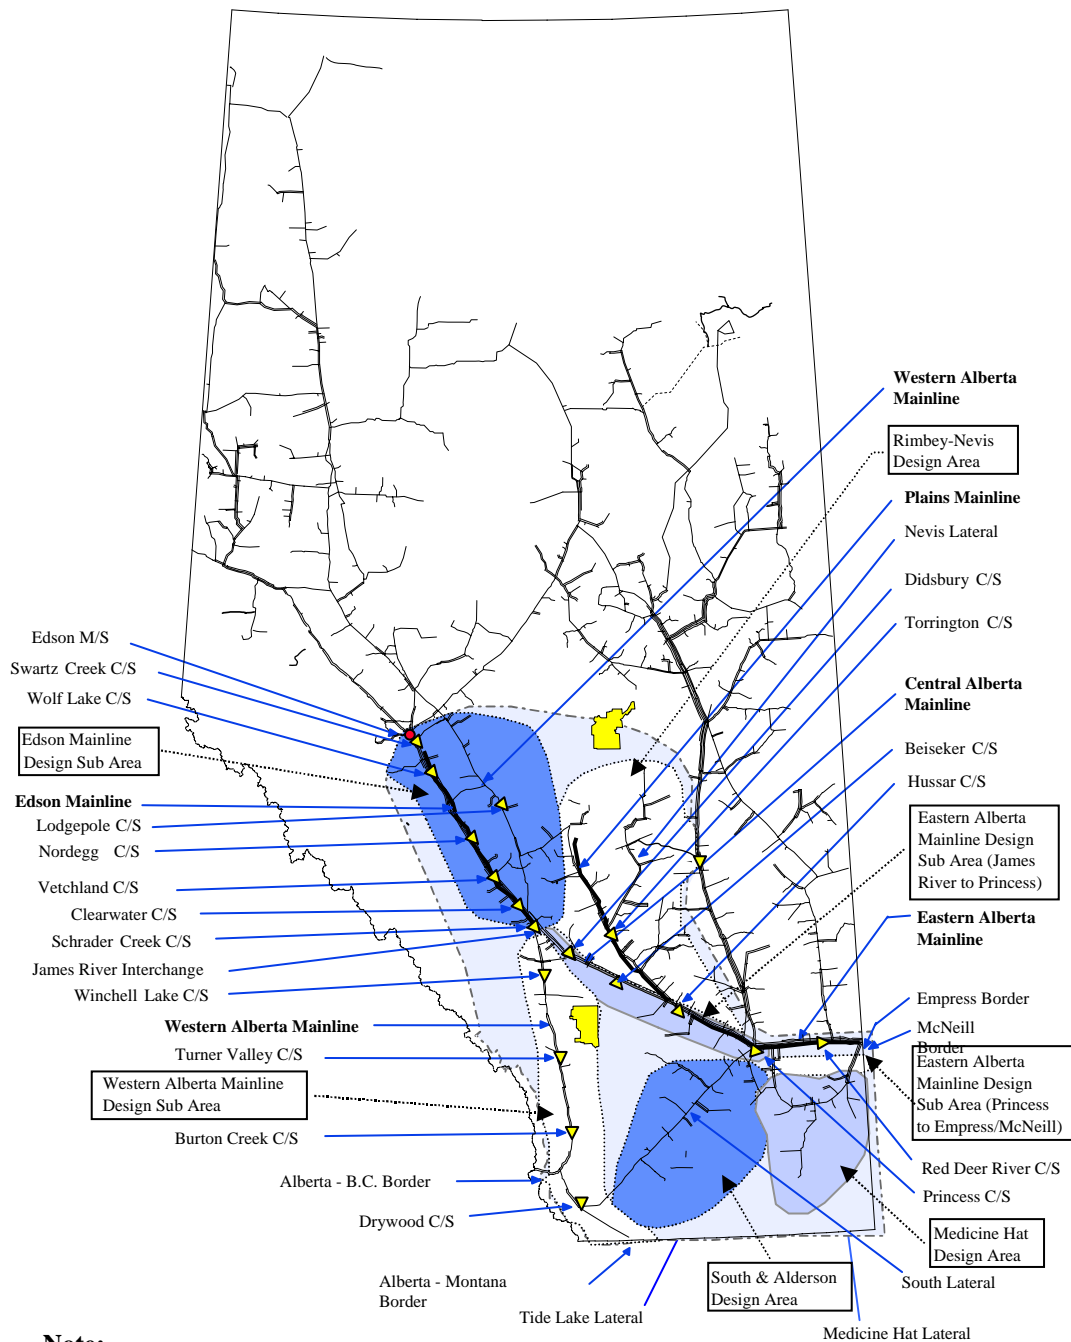 Western Alberta
Mainline
Rimbey-Nevis
Design Area
Plains Mainline
Nevis Lateral
Didsbury C/S
Torrington C/S
Central Alberta
Mainline
Beiseker C/S
Hussar C/S
Eastern Alberta
Mainline Design
Sub Area (James
River to Princess)
Eastern Alberta
Mainline
Empress Border
McNeill
Border
Eastern Alberta
Mainline Design
Sub Area (Princess
to Empress/McNeill)
Red Deer River C/S
Princess C/S
Medicine Hat
Design Area
South Lateral
Medicine Hat Lateral
Edson M/S
Swartz Creek C/S
Wolf Lake C/S
Edson Mainline
Design Sub Area
Edson Mainline
Lodgepole C/S
Nordegg C/S
Vetchland C/S
Clearwater C/S
Schrader Creek C/S
James River Interchange
Winchell Lake C/S
Western Alberta Mainline
Turner Valley C/S
Western Alberta Mainline
Design Sub Area
Burton Creek C/S
Alberta - B.C. Border
Drywood C/S
Alberta - Montana
Border
Tide Lake Lateral
South & Alderson
Design Area
Note: